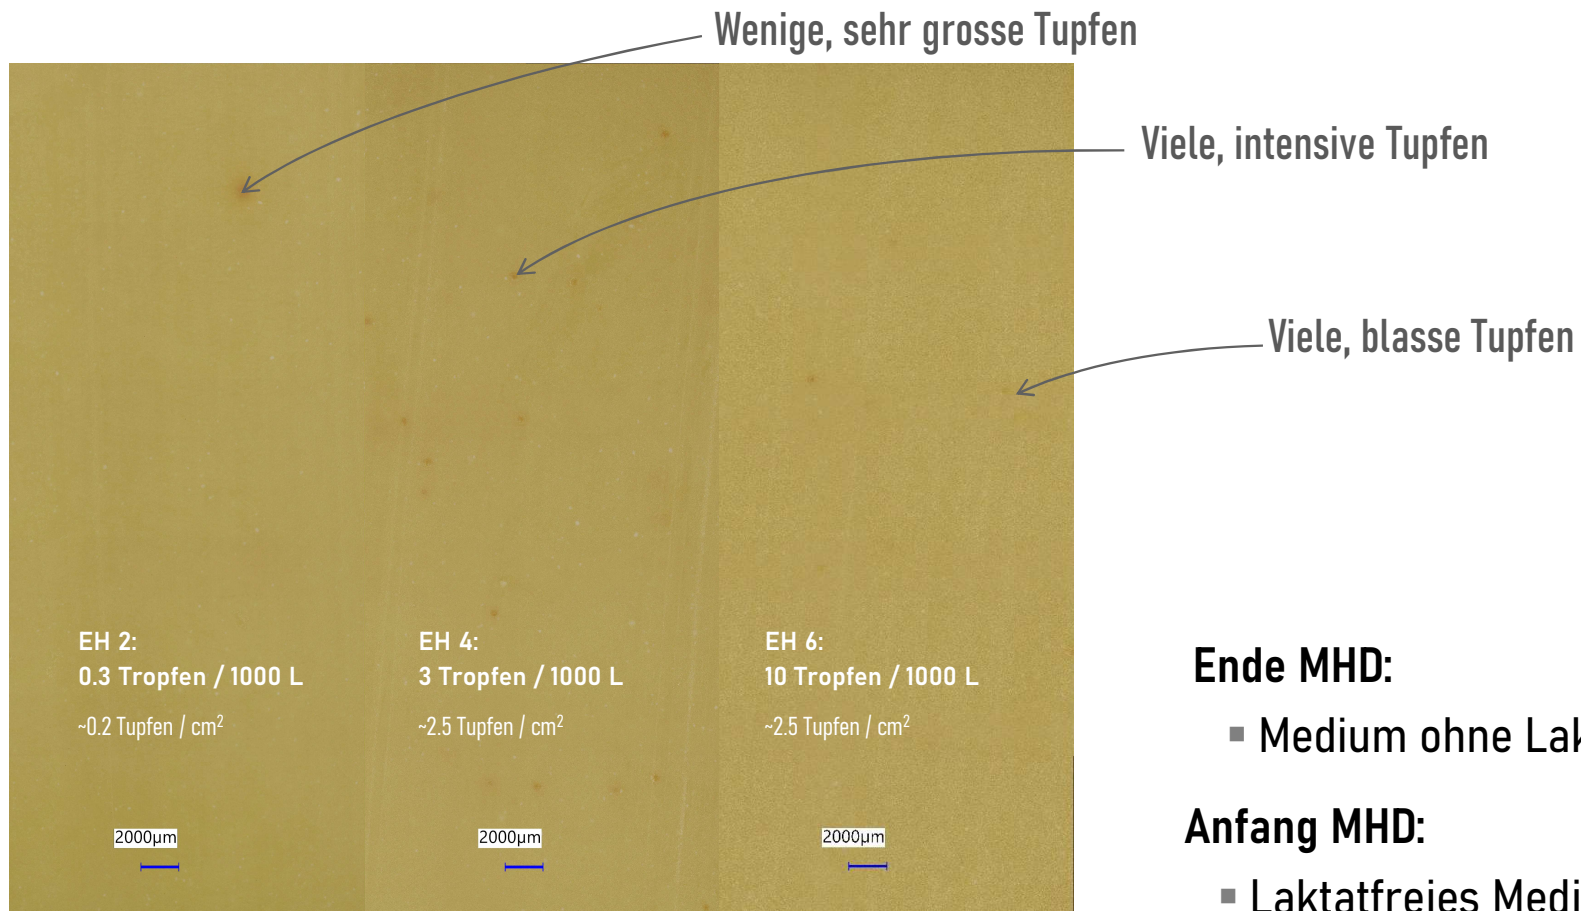 Wenige, sehr grosse Tupfen
Viele, intensive Tupfen
Viele, blasse Tupfen
EH 2:
0.3 Tropfen / 1000 L
~0.2 Tupfen / cm²
2000µm
EH 4:
3 Tropfen / 1000 L
~2.5 Tupfen / cm²
2000µm
EH 6:
10 Tropfen / 1000 L
~2.5 Tupfen / cm²
2000µm
Ende MHD:
▪ Medium ohne
Anfang MHD:
▪ Laktatfreies